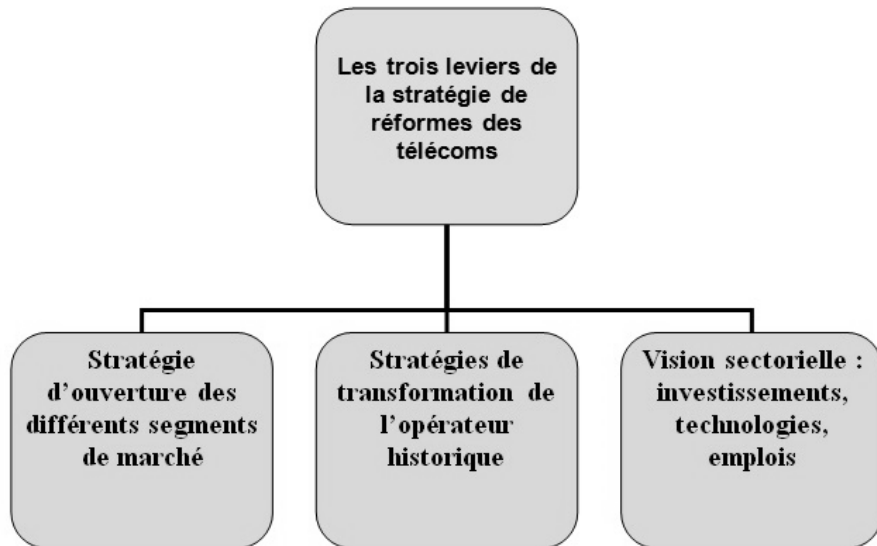 Les trois leviers de
la stratégie de
réformes des
télécoms
Stratégie
d’ouverture des
différents segments
de marché
Stratégies de
transformation de
l’opérateur
historique
Vision sectorielle :
investissements,
technologies,
emplois